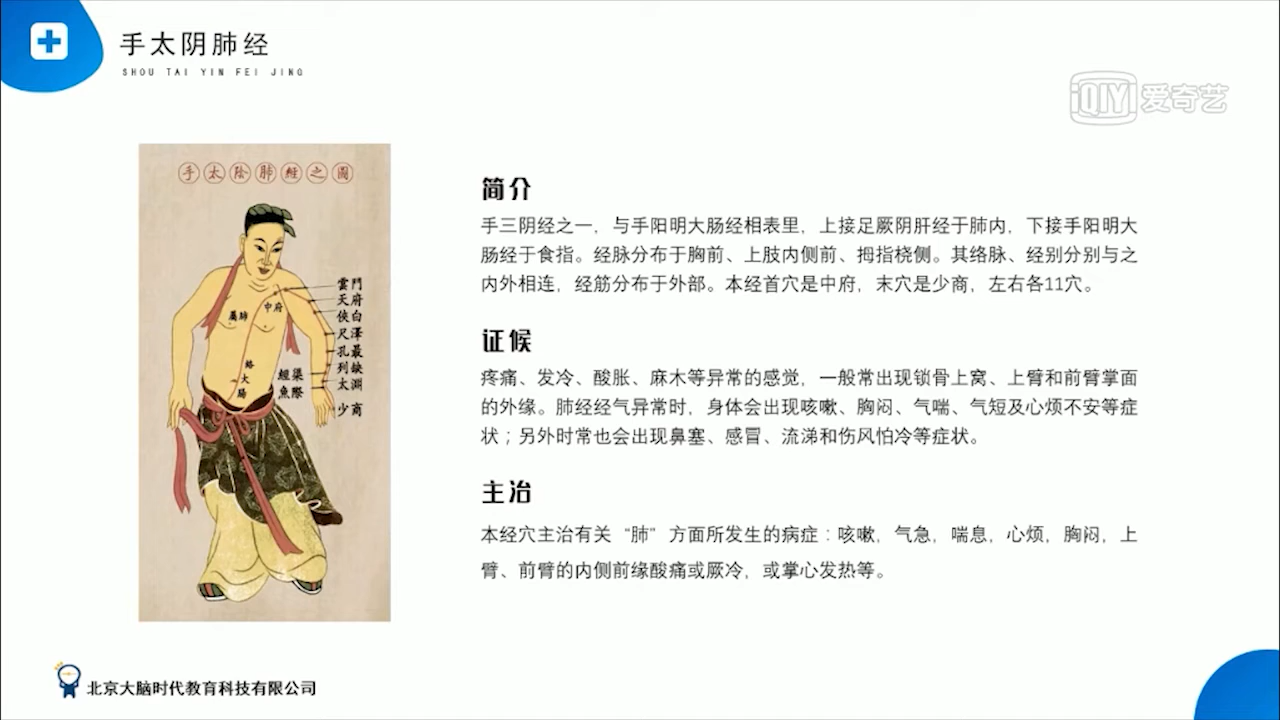 手太阴肺经
SHOU TAI YIN FEI JING
iQIYI 爱奇艺
手太陰肺經之圖
雲門
天府
俠白
尺澤
孔最
列缺
太淵
經渠
魚際
少商
中府
屬肺
絡大腸
简介
手三阴经之一，与手阳明大肠经相表里，上接足厥阴肝经于肺内，下接手阳明大
肠经于食指。经脉分布于胸前、上肢内侧前、拇指桡侧。其络脉、经别分别与之
内外相连，经筋分布于外部。本经首穴是中府，末穴是少商，左右各11穴。
证候
疼痛、发冷、酸胀、麻木等异常的感觉，一般常出现锁骨上窝、上臂和前臂掌面
的外缘。肺经经气异常时，身体会出现咳嗽、胸闷、气喘、气短及心烦不安等症
状；另外时常也会出现鼻塞、感冒、流涕和伤风怕冷等症状。
主治
本经穴主治有关“肺”方面所发生的病症：咳嗽，气急，喘息，心烦，胸闷，上
臂、前臂的内侧前缘酸痛或厥冷，或掌心发热等。
北京大脑时代教育科技有限公司